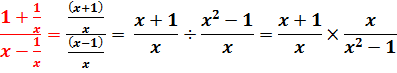 (1 + 1/x)/(x − 1/x) = ((x+1)/x)/((x−1)/x) = (x + 1)/x ÷ (x² − 1)/x = (x + 1)/x × x/(x² − 1)